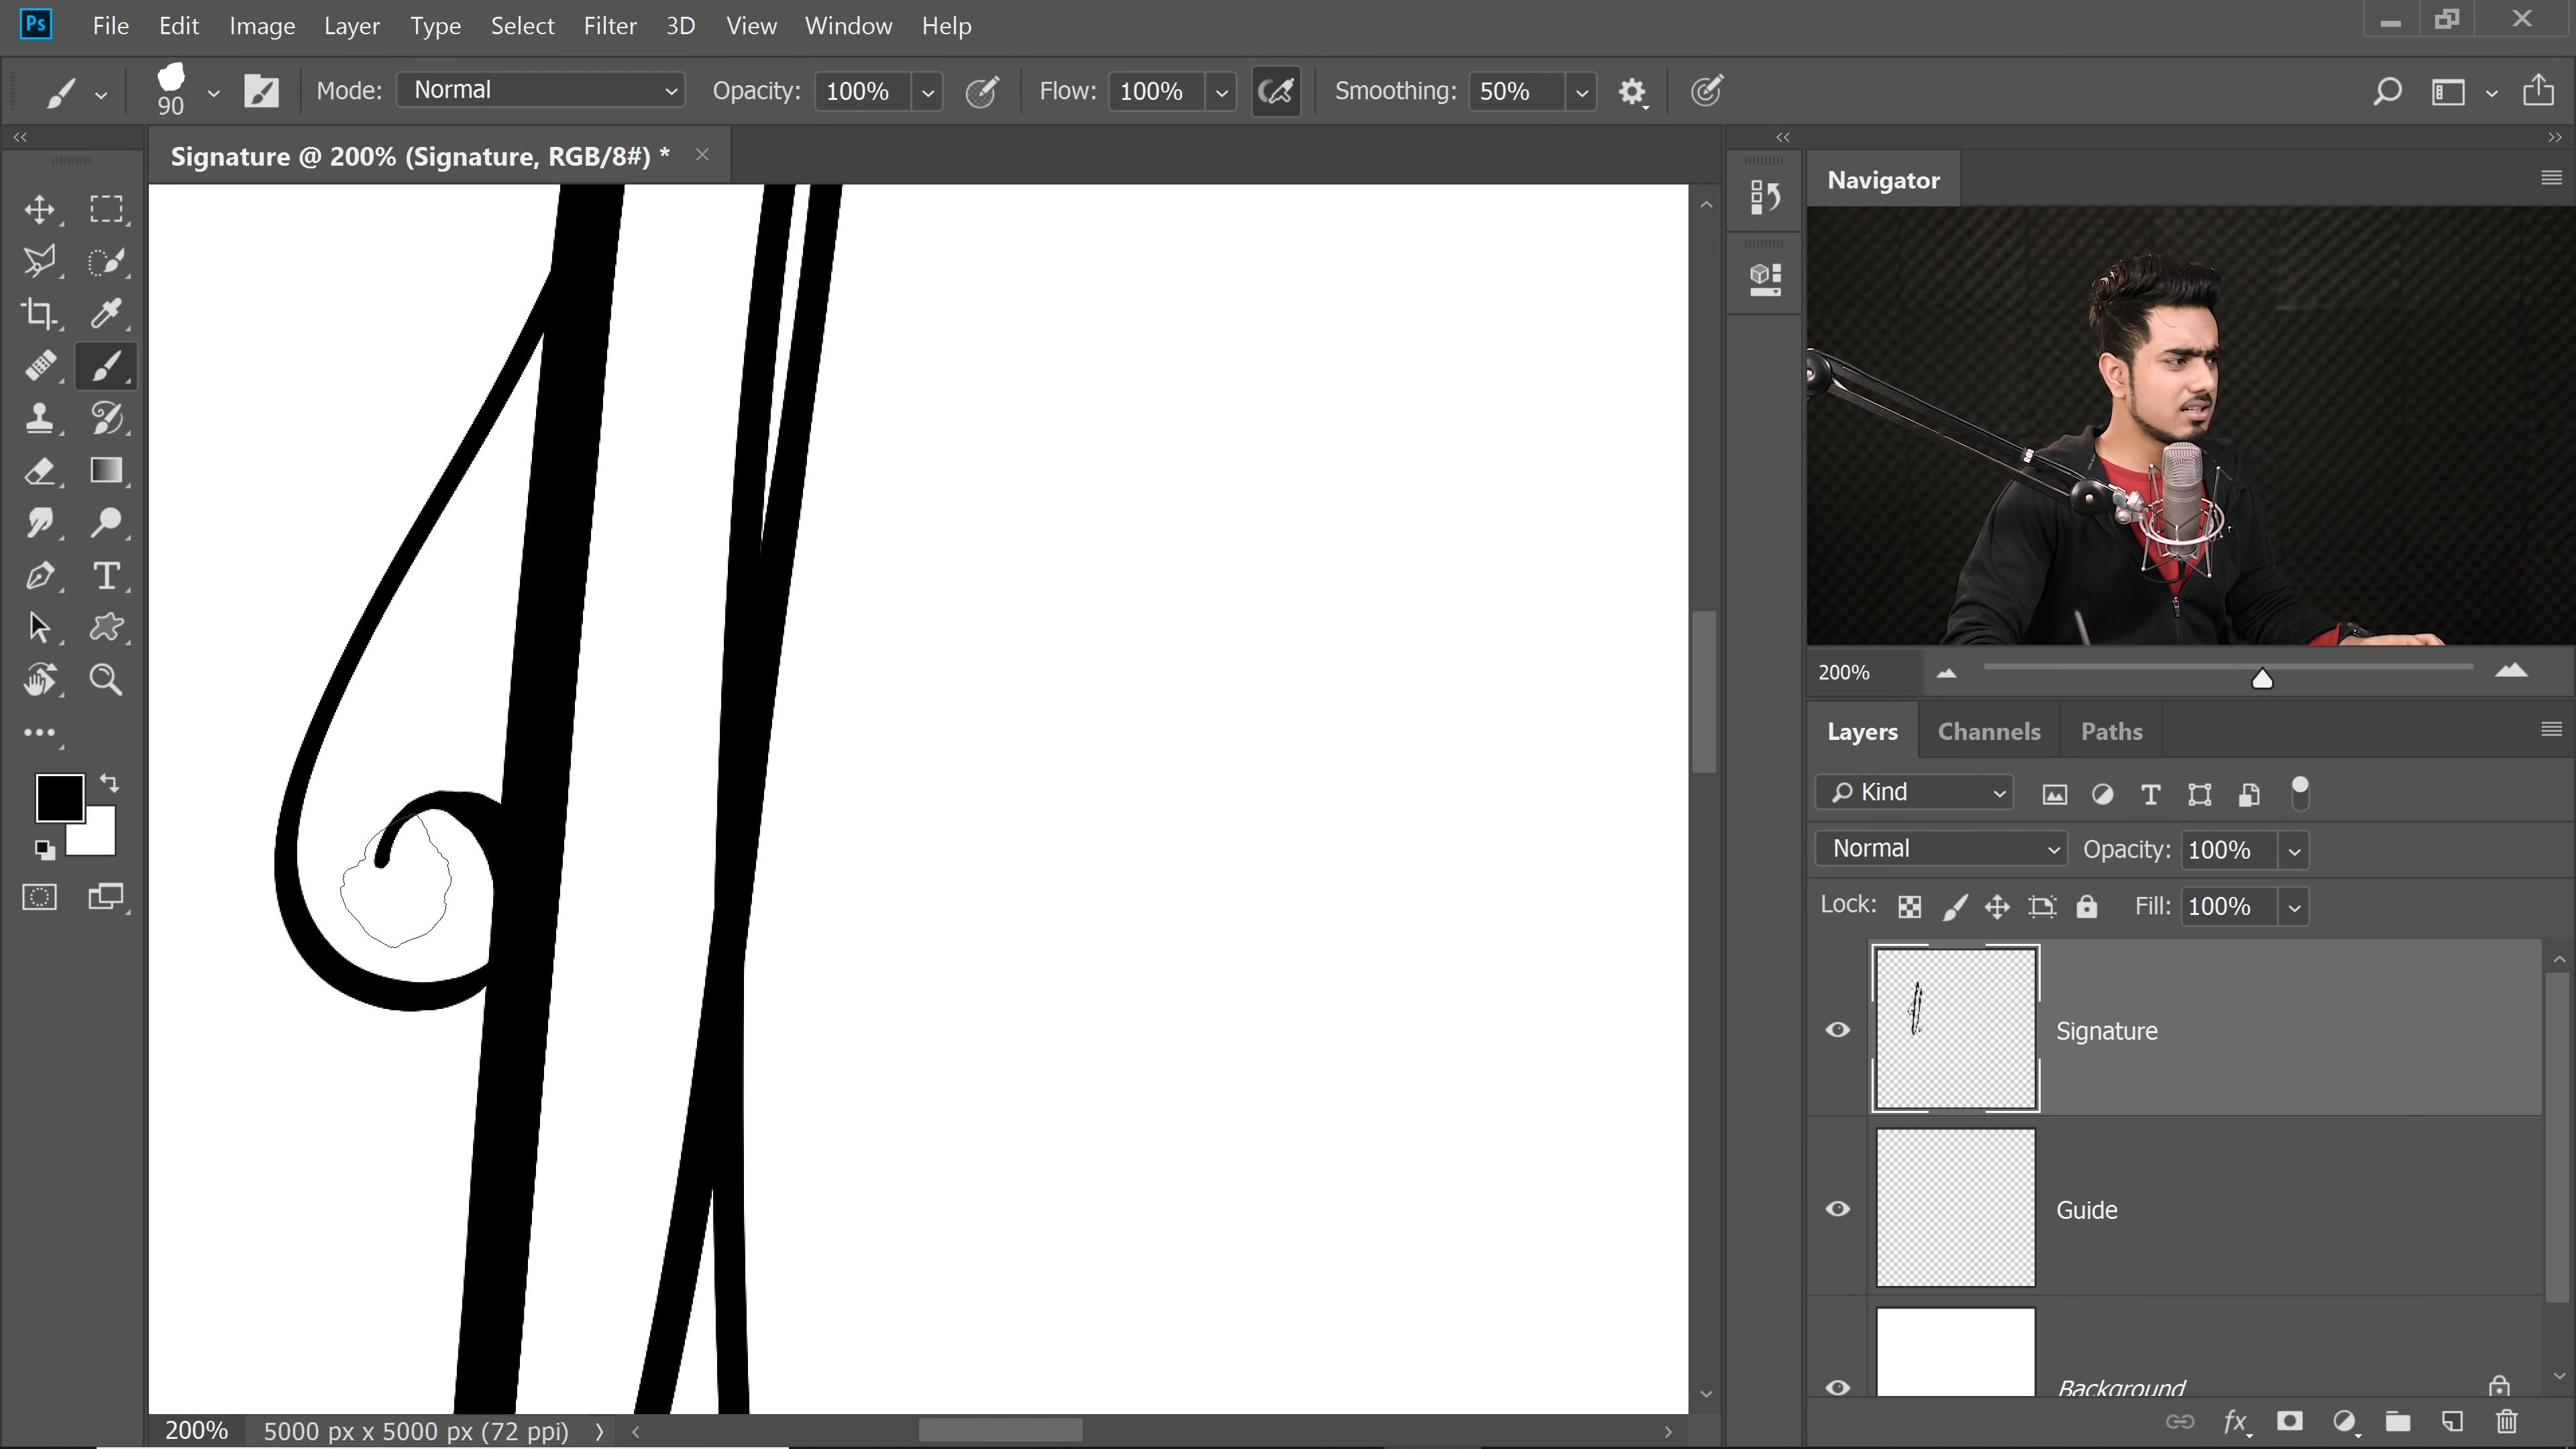 Ps File Edit Image Layer Type Select Filter 3D View Window Help
90 Mode: Normal Opacity: 100% Flow: 100% Smoothing: 50%
Signature @ 200% (Signature, RGB/8#) *
Navigator
200%
Layers Channels Paths
Kind
Normal Opacity: 100%
Lock: Fill: 100%
Signature
Guide
Background
fx
200% 5000 px x 5000 px (72 ppi)